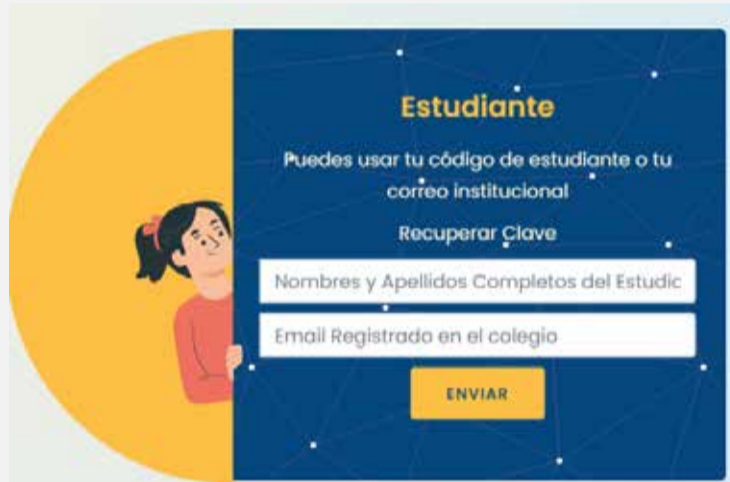 Estudiante
Puedes usar tu código de estudiante o tu
correo institucional
Recuperar Clave
Nombres y Apellidos Completos del Estudic
Email Registrado en el colegio
ENVIAR